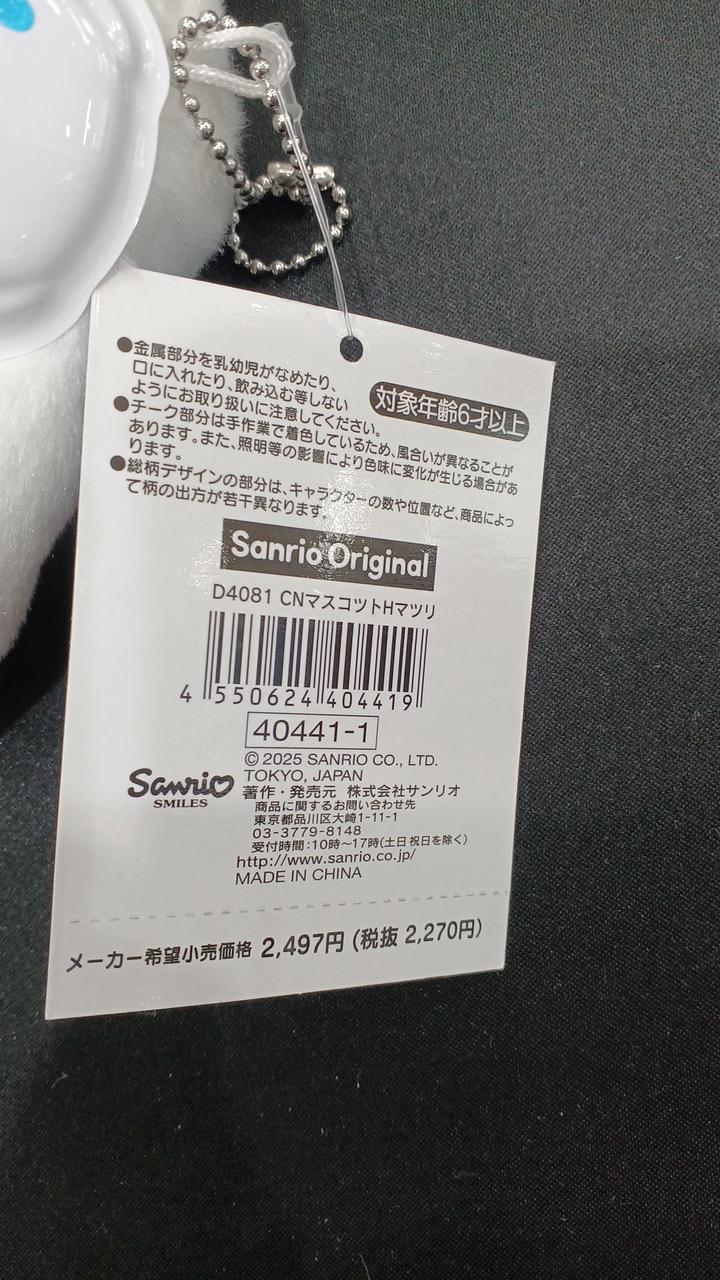 ●金属部分を乳幼児がなめたり、
口に入れたり、飲み込む等しない
ようにお取り扱いに注意してください。
対象年齢6才以上
●チーク部分は手作業で着色しているため、風合いが異なることが
あります。また、照明等の影響により色味に変化が生じる場合があ
ります。
●総柄デザインの部分は、キャラクターの数や位置など、商品によっ
て柄の出方が若干異なります。
Sanrio Original
D4081 CNマスコツトHマツリ
4 550624 404419
40441-1
© 2025 SANRIO CO., LTD.
TOKYO, JAPAN
Sanrio
SMILES
著作・発売元 株式会社サンリオ
商品に関するお問い合わせ先
東京都品川区大崎1-11-1
03-3779-8148
受付時間:10時~17時(土日祝日を除く)
http://www.sanrio.co.jp/
MADE IN CHINA
メーカー希望小売価格 2,497円 (税抜 2,270円)